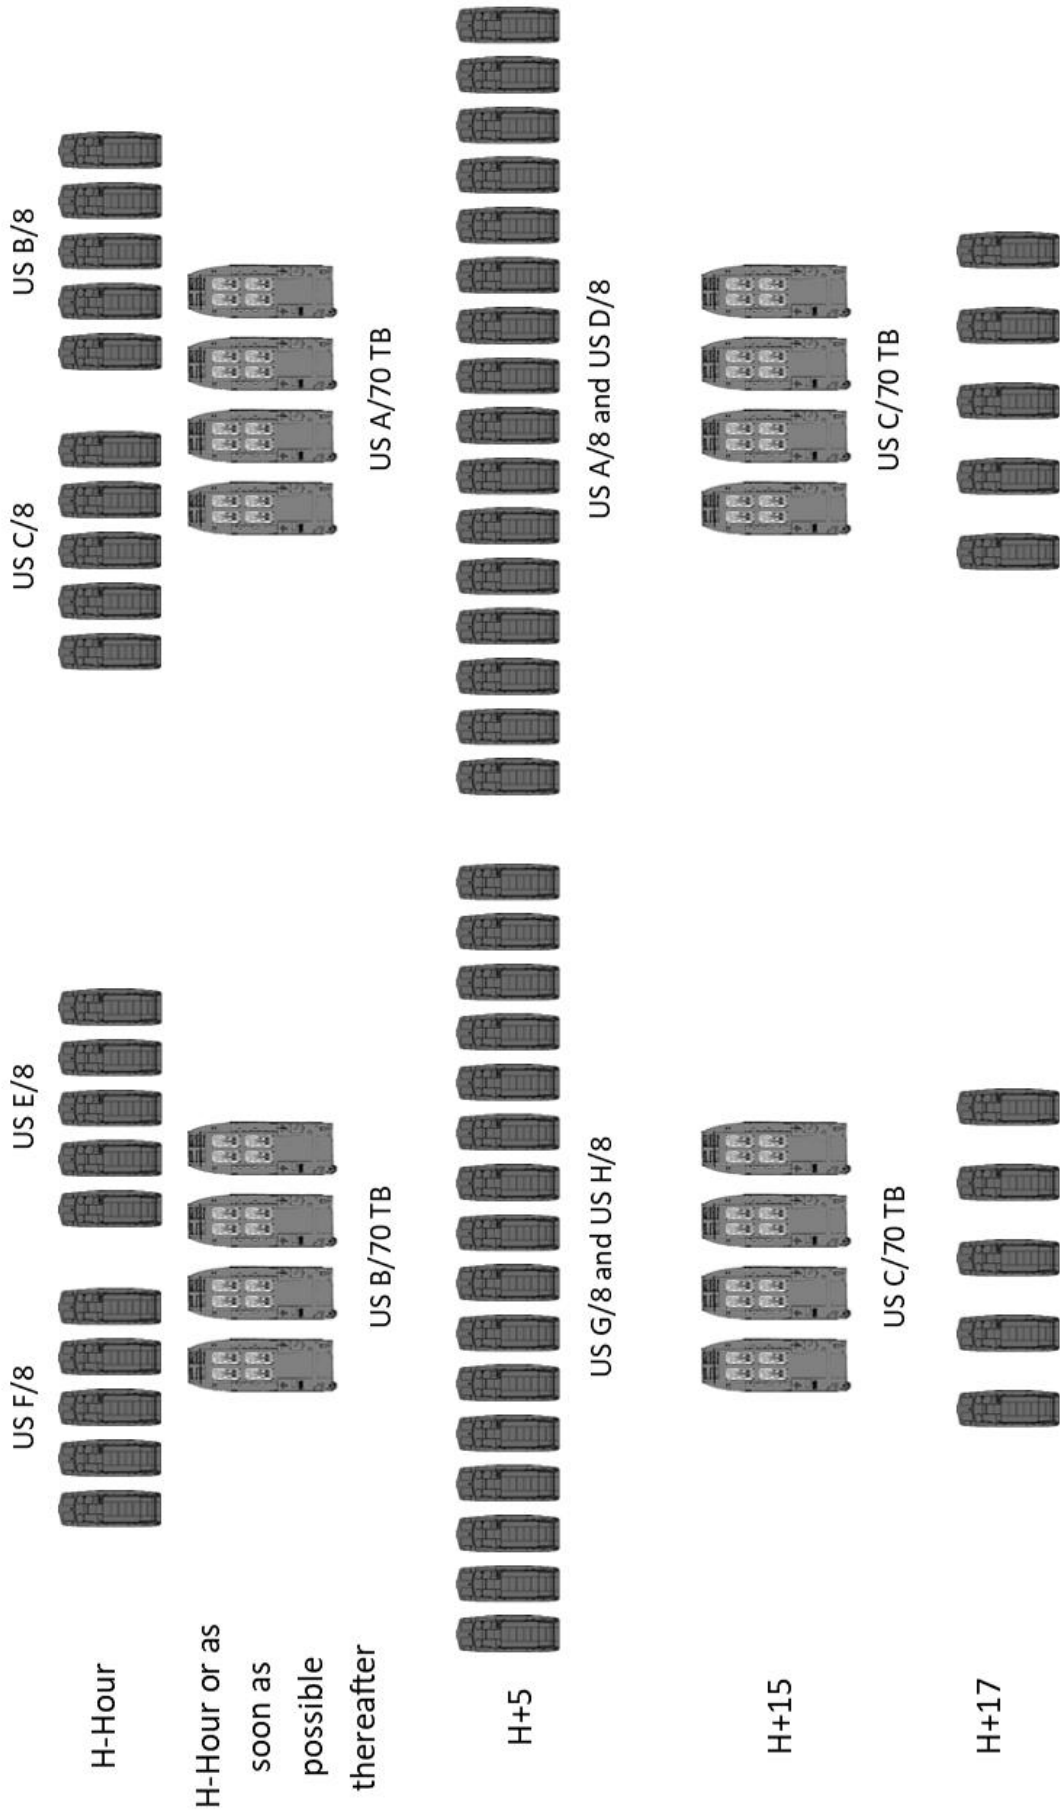 US F/8
US E/8
US C/8
US B/8
H-Hour
H-Hour or as
soon as
possible
thereafter
US B/70 TB
US A/70 TB
H+5
US G/8 and US H/8
US A/8 and US D/8
H+15
US C/70 TB
US C/70 TB
H+17